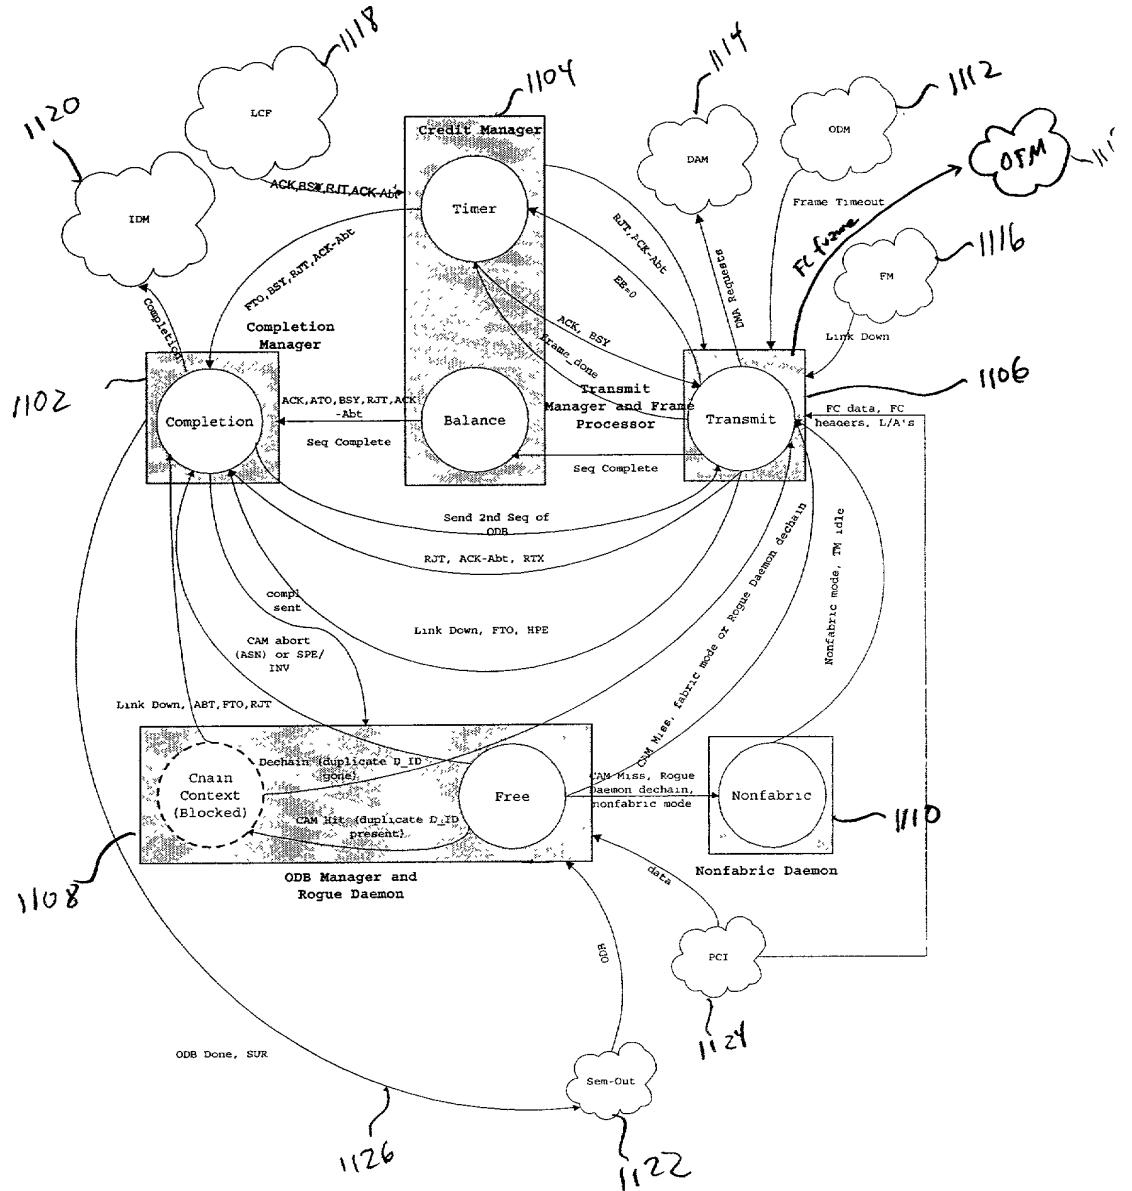 1118
1104
1114
1112
1120
LCF
Credit Manager
DAM
ODM
OFM
ACK,BSY,RJT,ACK-Abt
IDM
Timer
Frame Timeout
FC frame
RJT,ACK-Abt
1116
FTO,BSY,RJT,ACK-Abt
EE=0
DMA Requests
FM
Completion
Completion
Manager
ACK, BSY
Frame_done
Link Down
1102
1106
Transmit
Manager and Frame
Processor
Completion
ACK,ATO,BSY,RJT,ACK
-Abt
Balance
Transmit
FC data, FC
headers, L/A's
Seq Complete
Seq Complete
Send 2nd Seq of
ODB
RJT, ACK-Abt, RTX
compl
sent
Link Down, FTO, HPE
CAM abort
(ASN) or SPE/
INV
CAM Miss, fabric mode or Rogue Daemon dechain
Nonfabric mode, TM idle
Link Down, ABT,FTO,RJT
Chain
Context
(Blocked)
Dechain (duplicate D_ID
gone)
Free
CAM Miss, Rogue
Daemon dechain,
nonfabric mode
Nonfabric
CAM Hit (duplicate D_ID
present)
1110
1108
ODB Manager and
Rogue Daemon
Nonfabric Daemon
data
ODB
PCI
1124
ODB Done, SUR
Sem-Out
1126
1122